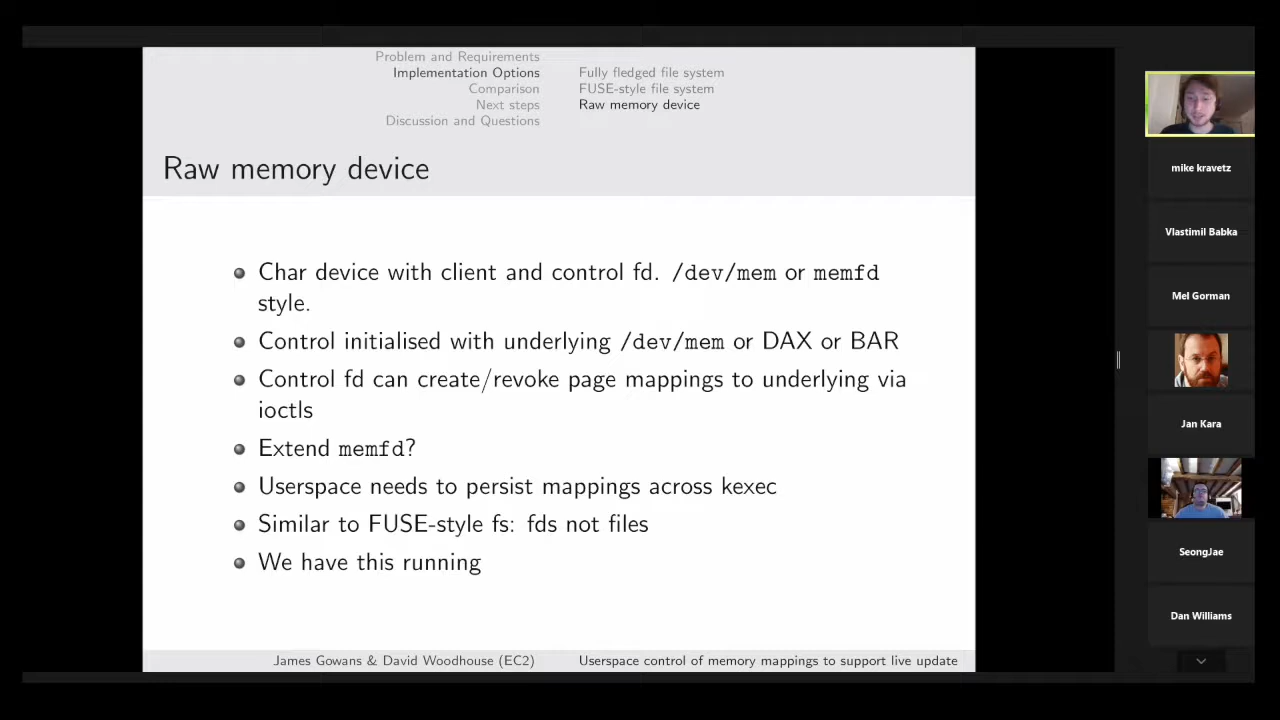 Problem and Requirements
Implementation Options
Comparison
Next steps
Discussion and Questions
Fully fledged file system
FUSE-style file system
Raw memory device
Raw memory device
Char device with client and control fd. /dev/mem or memfd
style.
Control initialised with underlying /dev/mem or DAX or BAR
Control fd can create/revoke page mappings to underlying via
ioctls
Extend memfd?
Userspace needs to persist mappings across kexec
Similar to FUSE-style fs: fds not files
We have this running
James Gowans & David Woodhouse (EC2)
Userspace control of memory mappings to support live update
mike kravetz
Vlastimil Babka
Mel Gorman
Jan Kara
SeongJae
Dan Williams